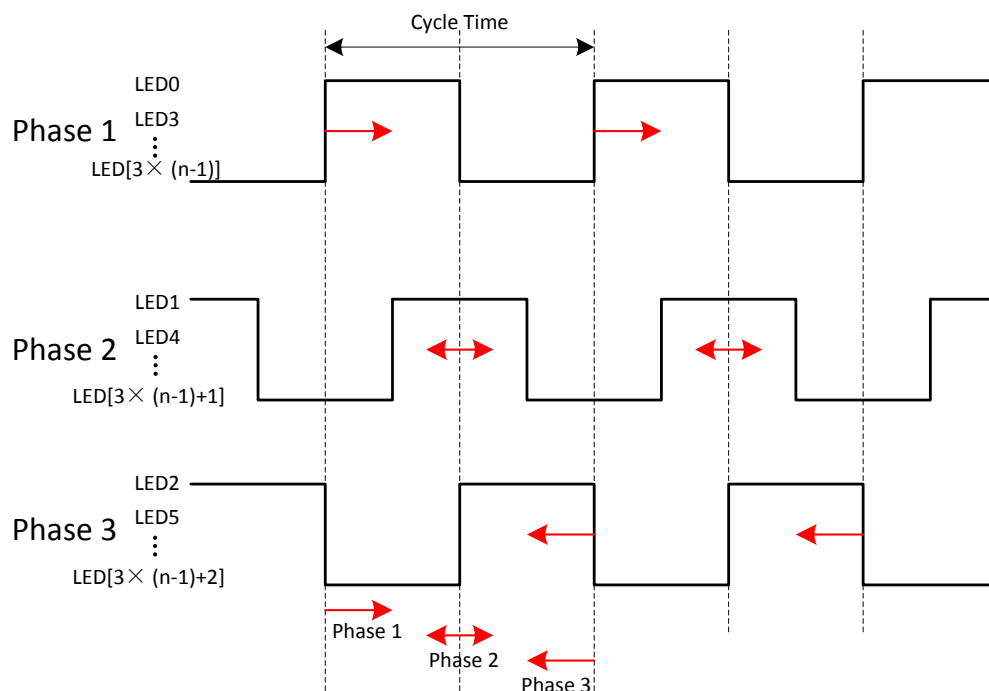 Cycle Time
LED0
LED3
Phase 1
LED[3× (n-1)]
LED1
LED4
Phase 2
LED[3× (n-1)+1]
LED2
LED5
Phase 3
LED[3× (n-1)+2]
Phase 1
Phase 2
Phase 3